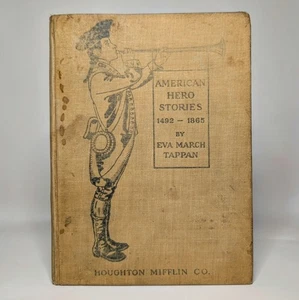 AMERICAN
HERO
STORIES
1492 - 1865
BY
EVA MARCH
TAPPAN
HOUGHTON MIFFLIN CO.